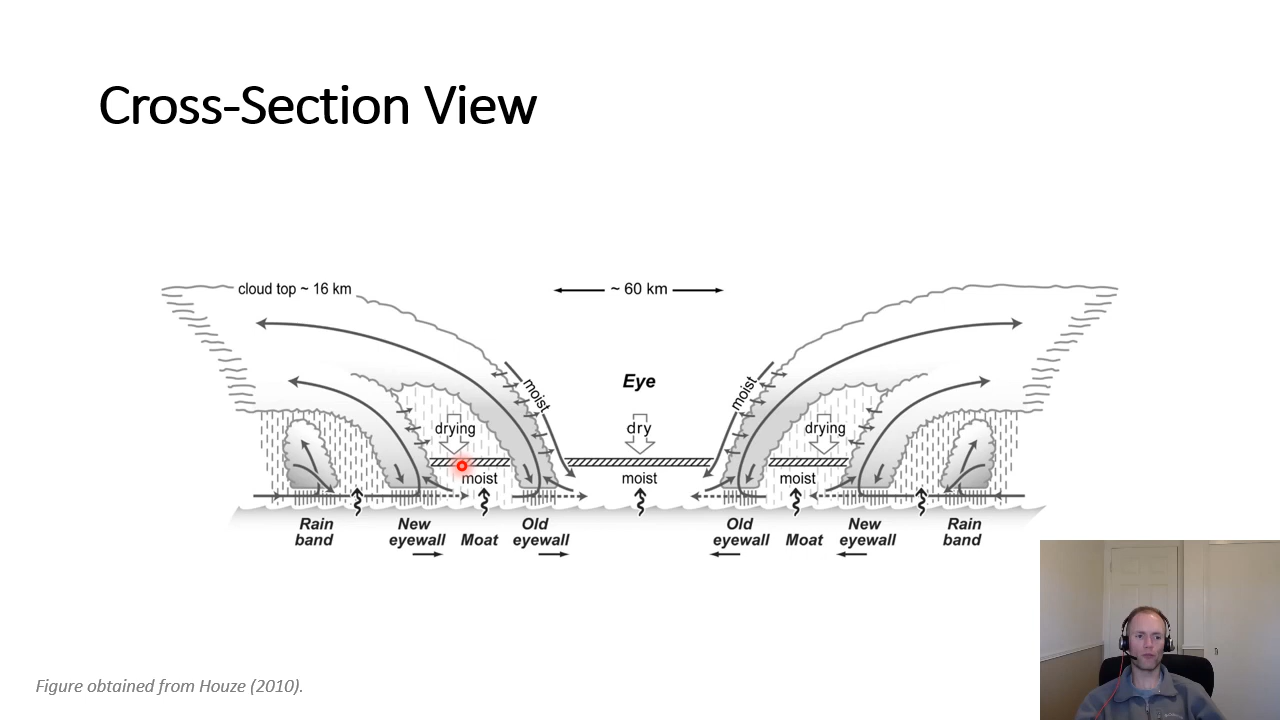 Cross-Section View
cloud top ~ 16 km
~ 60 km
Eye
moist
moist
drying
dry
drying
moist
moist
moist
Rain band
New eyewall
Moat
Old eyewall
Old eyewall
Moat
New eyewall
Rain band
Figure obtained from Houze (2010).